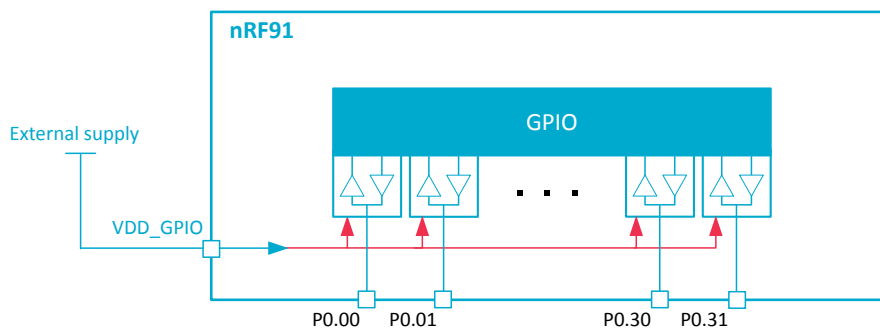 nRF91
GPIO
External supply
VDD_GPIO
P0.00
P0.01
P0.30
P0.31